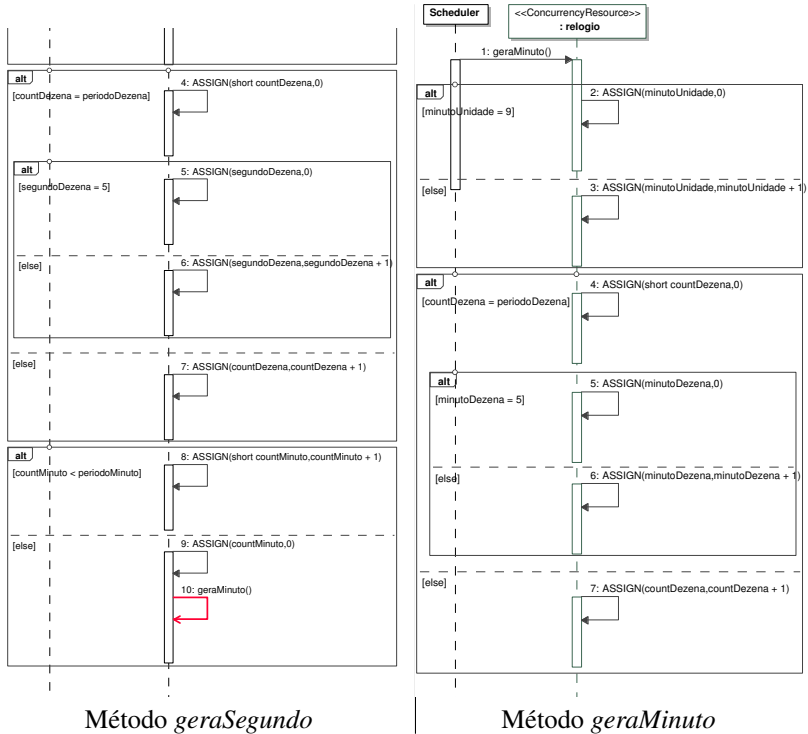 alt
4: ASSIGN(short countDezena,0)
[countDezena = periodoDezena]
alt
5: ASSIGN(segundoDezena,0)
[segundoDezena = 5]
6: ASSIGN(segundoDezena,segundoDezena + 1)
[else]
[else]
7: ASSIGN(countDezena,countDezena + 1)
alt
8: ASSIGN(short countMinuto,countMinuto + 1)
[countMinuto < periodoMinuto]
[else]
9: ASSIGN(countMinuto,0)
10: geraMinuto()
Método geraSegundo
Scheduler
<<ConcurrencyResource>>
: relogio
1: geraMinuto()
alt
2: ASSIGN(minutoUnidade,0)
[minutoUnidade = 9]
[else]
3: ASSIGN(minutoUnidade,minutoUnidade + 1)
alt
4: ASSIGN(short countDezena,0)
[countDezena = periodoDezena]
alt
5: ASSIGN(minutoDezena,0)
[minutoDezena = 5]
6: ASSIGN(minutoDezena,minutoDezena + 1)
[else]
[else]
7: ASSIGN(countDezena,countDezena + 1)
Método geraMinuto